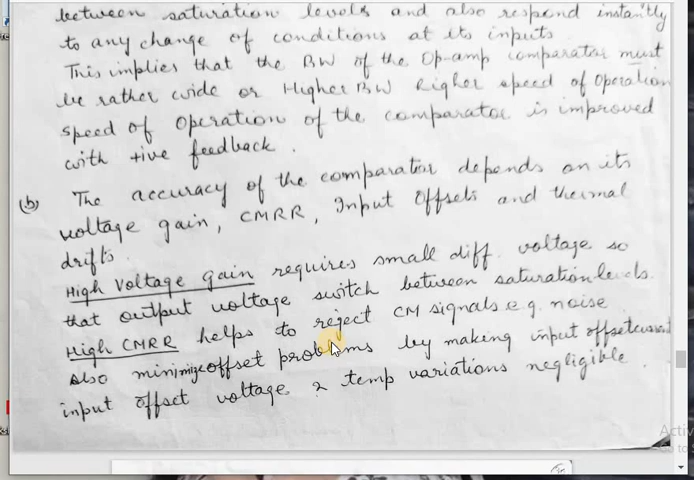 between saturation levels and also respond instantly
to any change of conditions at its inputs
This implies that the BW of the Op-amp comparator must
be rather wide or Higher BW Higher speed of Operation
speed of Operation of the comparator is improved
with +ive feedback.
(b) The accuracy of the comparator depends on its
voltage gain, CMRR, Input Offsets and thermal
drifts.
High Voltage gain requires small diff. voltage so
that output voltage switch between saturation levels.
High CMRR helps to reject CM signals e.g. noise
also minimize offset problems by making input offset current
input offset voltage & temp variations negligible.
Activ
Go to S